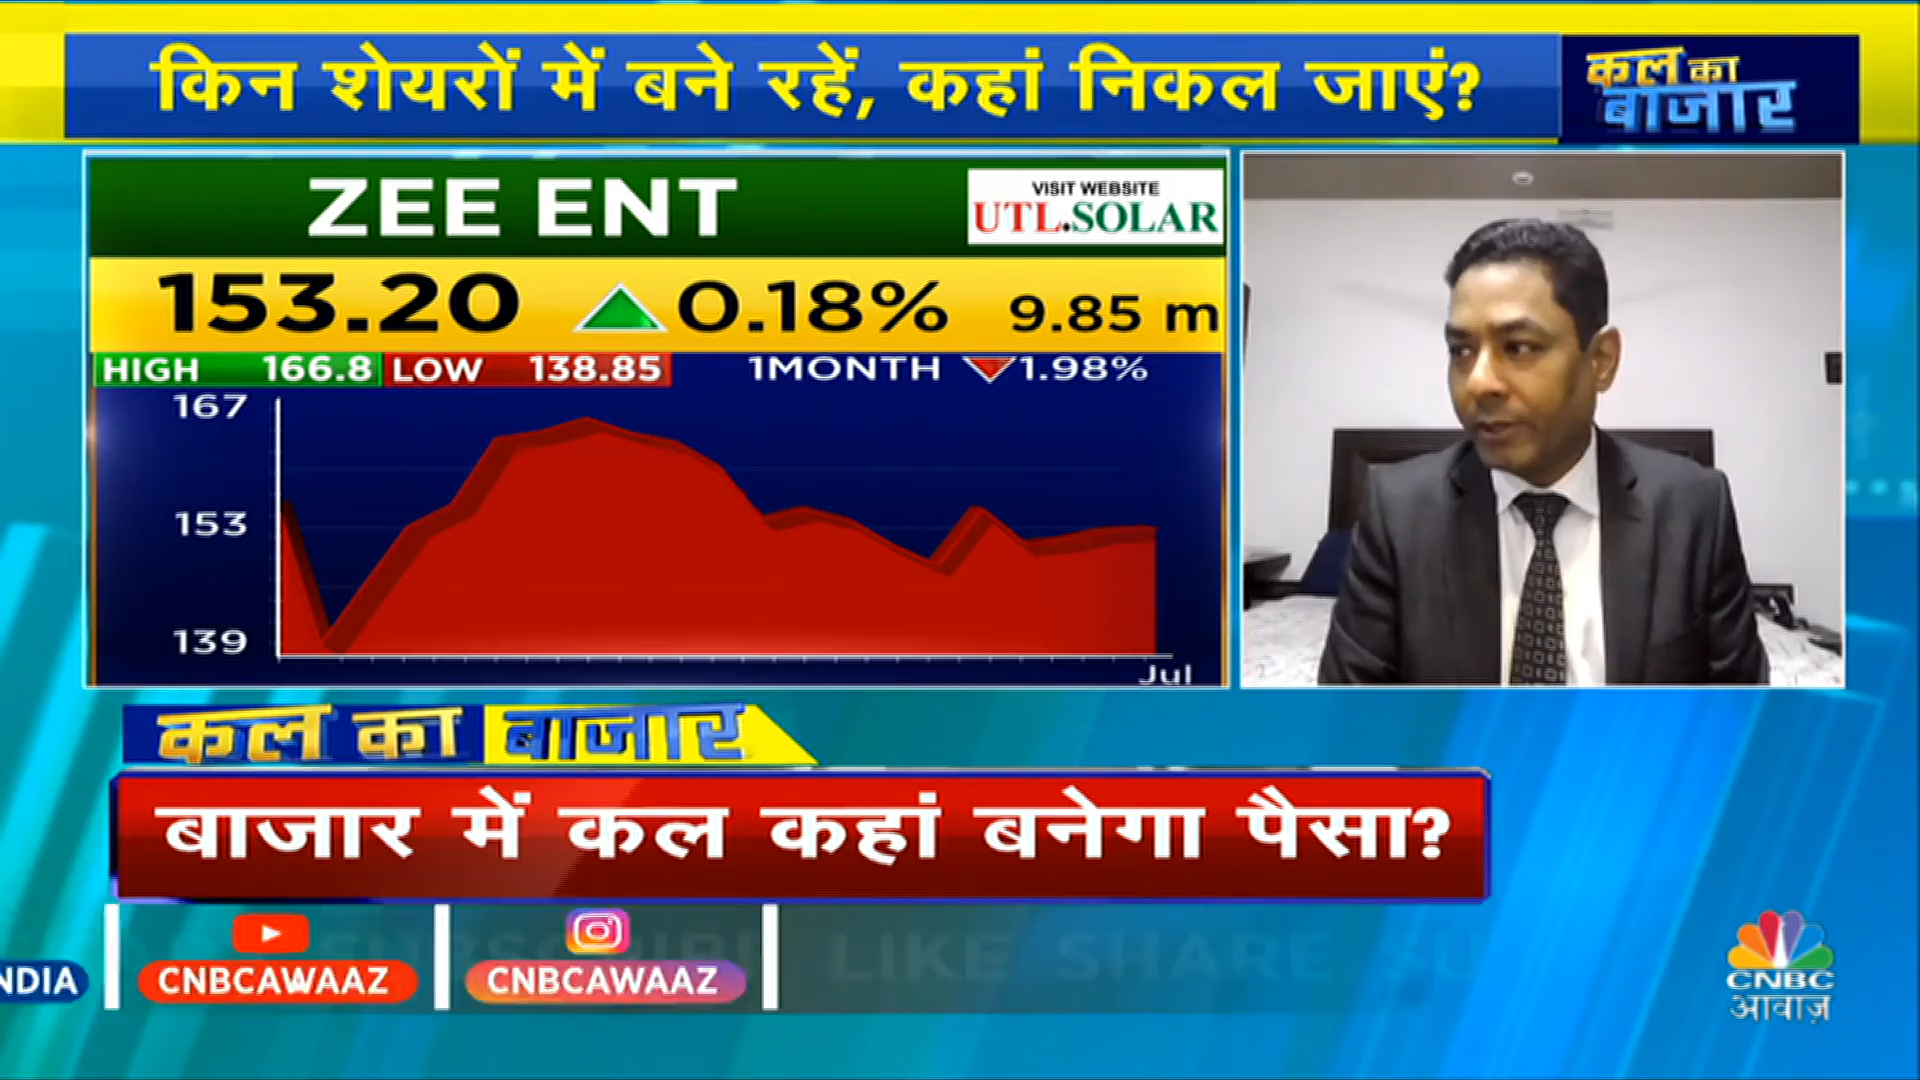 किन शेयरों में बने रहें, कहां निकल जाएं?
कल का
बाजार
ZEE ENT
VISIT WEBSITE
UTL.SOLAR
153.20 0.18% 9.85 m
HIGH 166.8 LOW 138.85 1MONTH 1.98%
167
153
139
Jul
कल का बाजार
बाजार में कल कहां बनेगा पैसा?
SUBSCRIBE LIKE SHARE SU
NDIA
CNBCAWAAZ
CNBCAWAAZ
CNBC
आवाज़